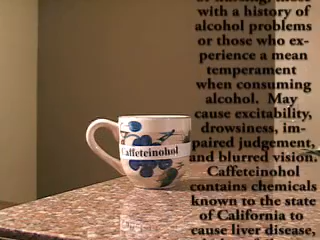 with a history of
alcohol problems
or those who ex-
perience a mean
temperament
when consuming
alcohol. May
cause excitability,
drowsiness, im-
paired judgement,
and blurred vision.
Caffeteinohol
contains chemicals
known to the state
of California to
cause liver disease,
Caffeteinohol